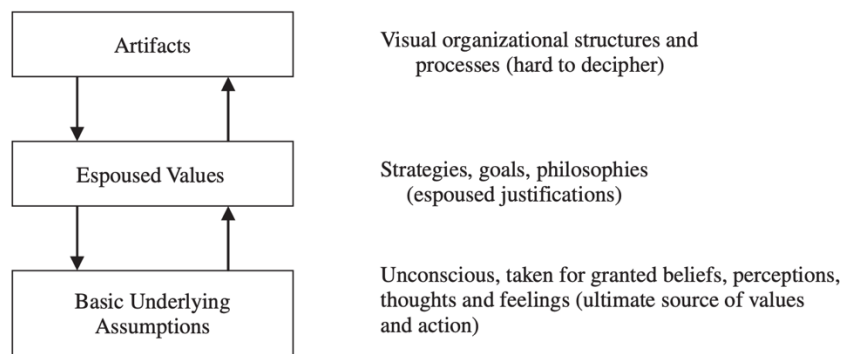 Artifacts
Visual organizational structures and
processes (hard to decipher)
Espoused Values
Strategies, goals, philosophies
(espoused justifications)
Basic Underlying
Assumptions
Unconscious, taken for granted beliefs, perceptions,
thoughts and feelings (ultimate source of values
and action)